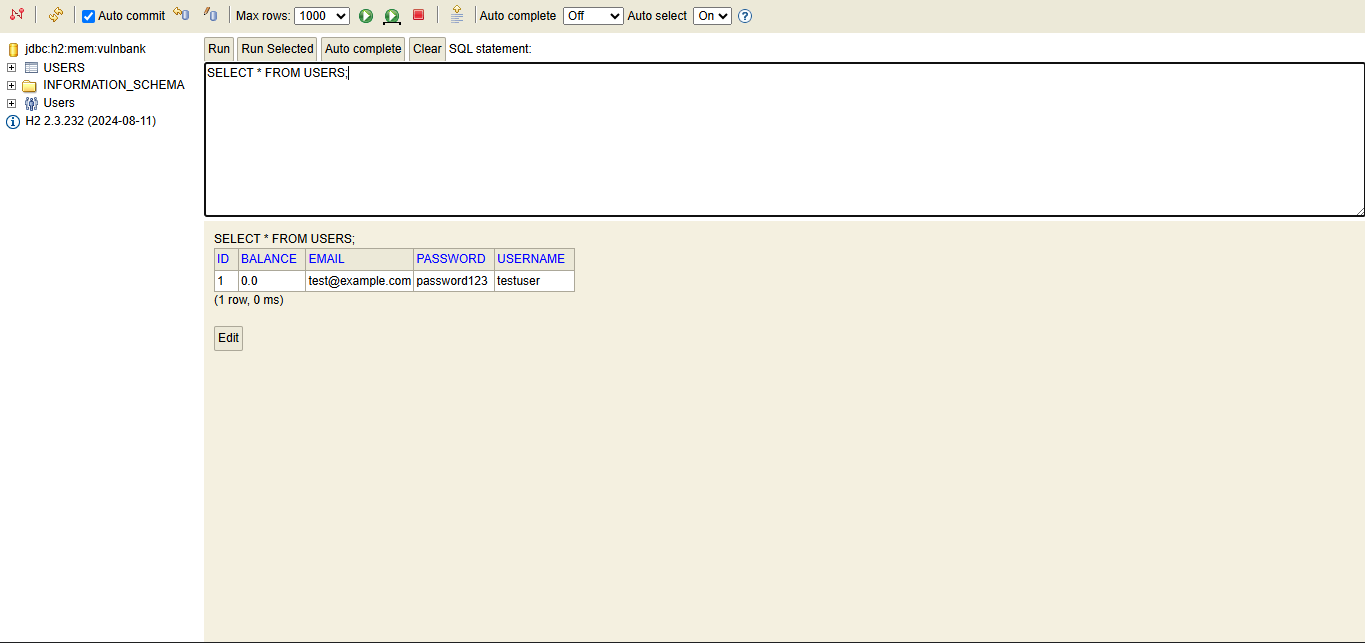 Auto commit Max rows: 1000 Auto complete Off Auto select On ?
jdbc:h2:mem:vulnbank
USERS
INFORMATION_SCHEMA
Users
H2 2.3.232 (2024-08-11)
Run Run Selected Auto complete Clear SQL statement:
SELECT * FROM USERS;
SELECT * FROM USERS;
ID BALANCE EMAIL PASSWORD USERNAME
1 0.0 test@example.com password123 testuser
(1 row, 0 ms)
Edit